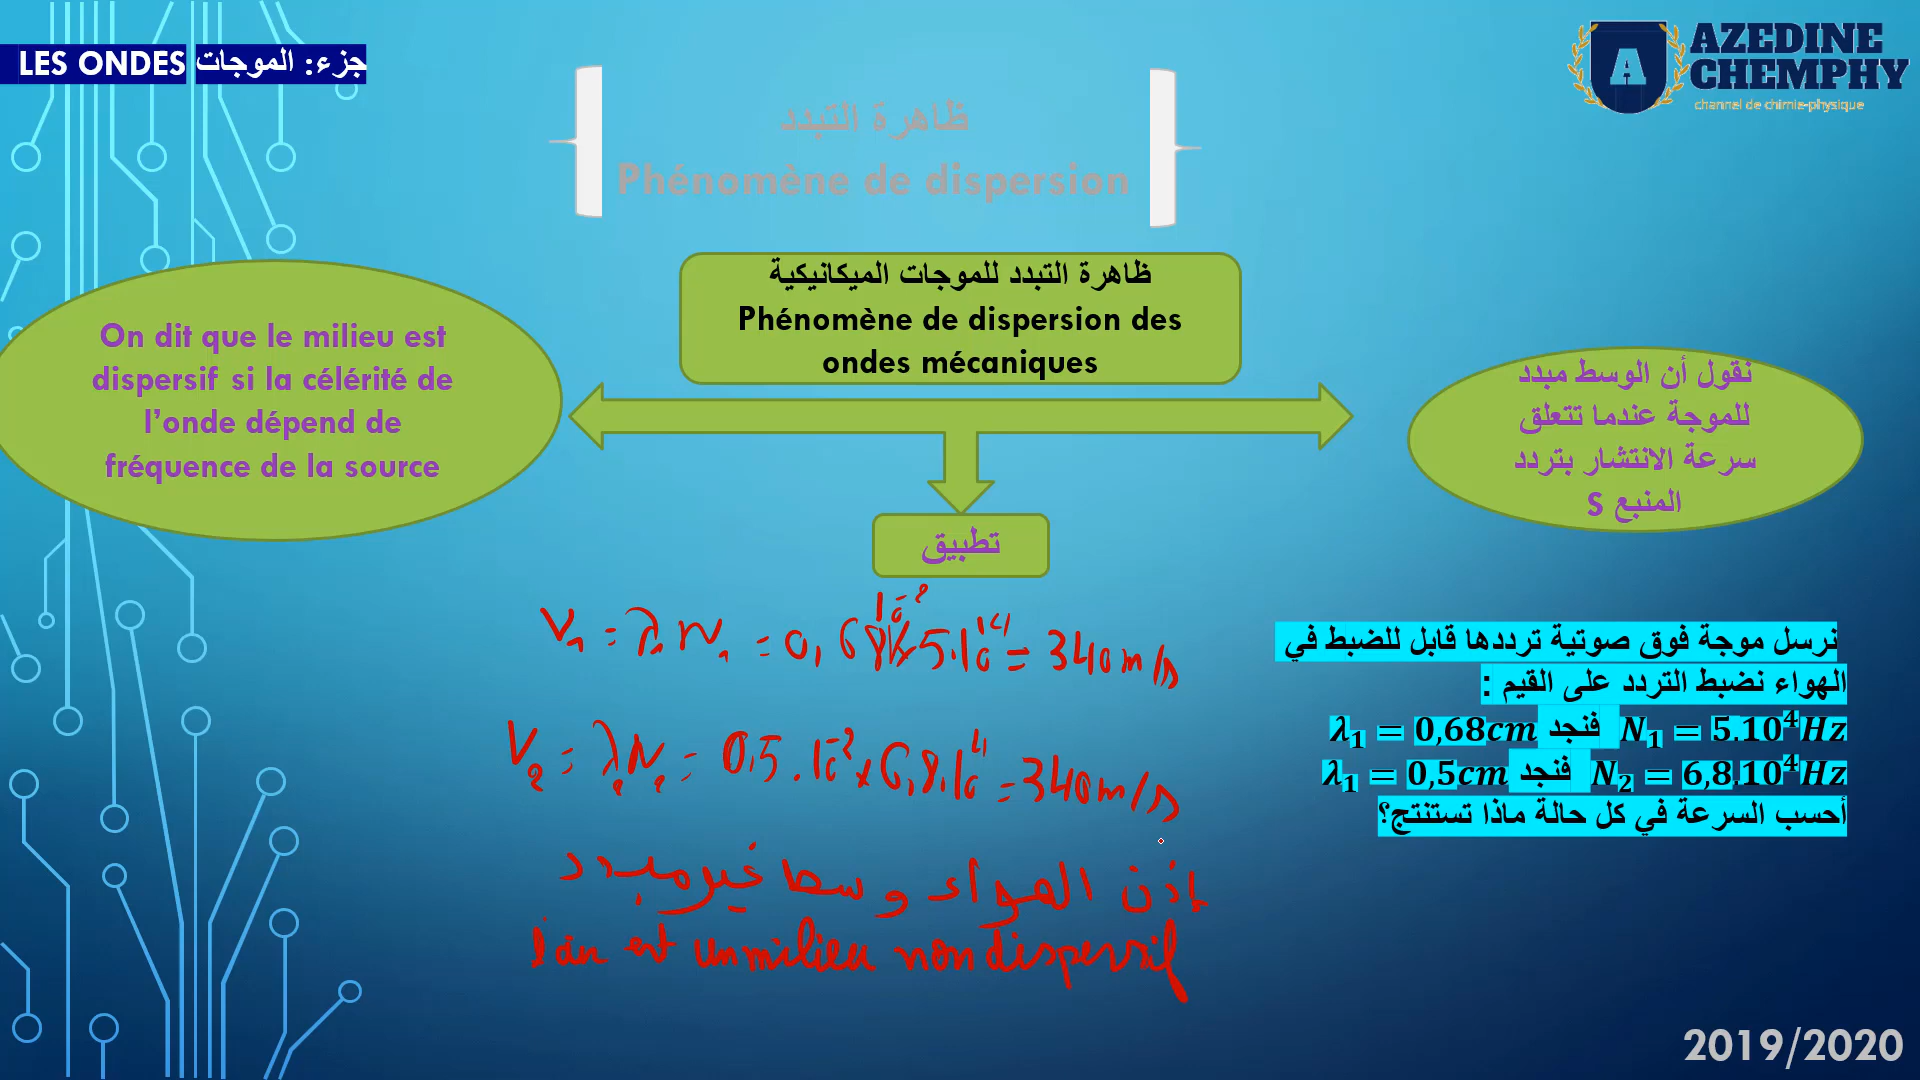 LES ONDES جزء: الموجات
AZEDINE
CHEMPHY
channel de chimie-physique
A
ظاهرة التبدد
Phénomène de dispersion
ظاهرة التبدد للموجات الميكانيكية
Phénomène de dispersion des
ondes mécaniques
On dit que le milieu est
dispersif si la célérité de
l’onde dépend de
fréquence de la source
نقول أن الوسط مبدد
للموجة عندما تتعلق
سرعة الانتشار بتردد
المنبع S
تطبيق
نرسل موجة فوق صوتية ترددها قابل للضبط في
الهواء نضبط التردد على القيم :
N₁ = 5.10⁴Hz فنجد λ₁ = 0,68cm
N₂ = 6,8.10⁴Hz فنجد λ₁ = 0,5cm
أحسب السرعة في كل حالة ماذا تستنتج؟
V₁ = λ₁ N₁ = 0,68.10⁻²×5.10⁴ = 340 m/s
V₂ = λ₂ N₂ = 0,5.10⁻²×6,8.10⁴ = 340 m/s
إذن الهواء وسط غير مبدد
l'air est un milieu non dispersif
2019/2020